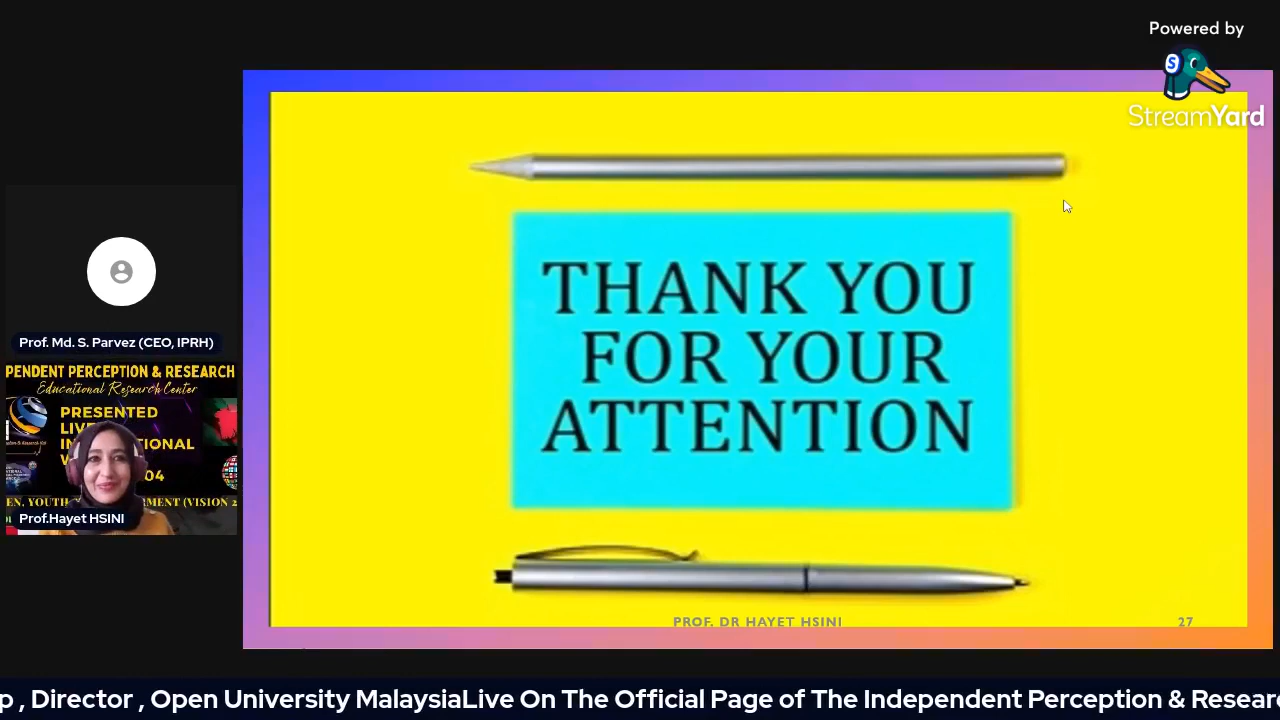 Powered by
StreamYard
THANK YOU
FOR YOUR
ATTENTION
PROF. DR HAYET HSINI
27
Prof. Md. S. Parvez (CEO, IPRH)
PENDENT PERCEPTION & RESEARCH
Educational Research Center
PRESENTED
Prof.Hayet HSINI
p , Director , Open University MalaysiaLive On The Official Page of The Independent Perception & Resear